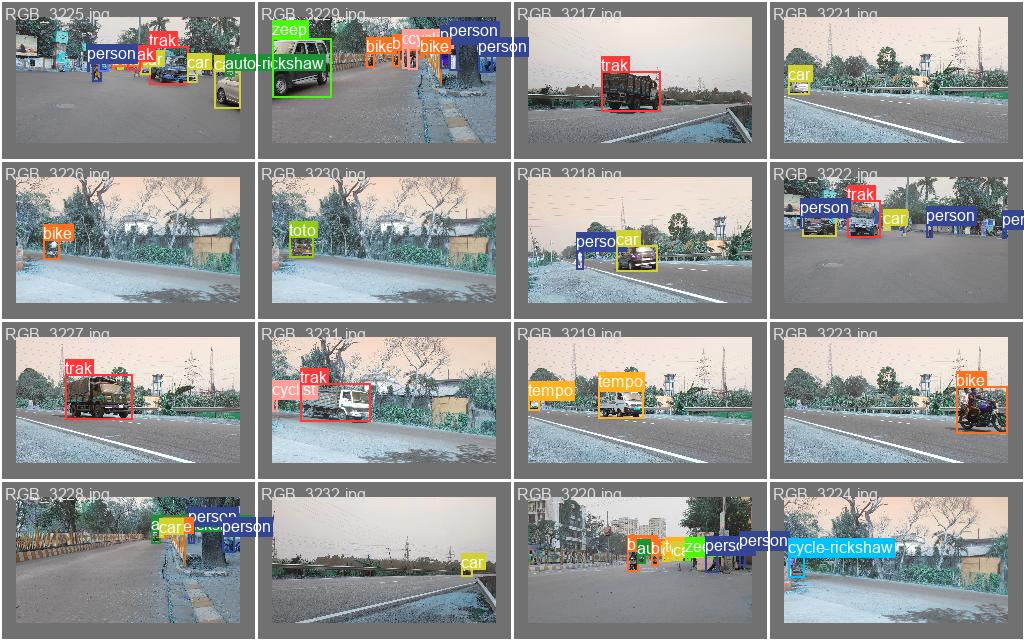 RGB_3225.jpg
person
trak
car
auto-rickshaw
RGB_3229.jpg
zeep
bike
bike
person
person
RGB_3217.jpg
trak
RGB_3221.jpg
car
RGB_3226.jpg
bike
RGB_3230.jpg
toto
RGB_3218.jpg
perso
car
RGB_3222.jpg
person
trak
car
person
RGB_3227.jpg
trak
RGB_3231.jpg
cyclist
trak
RGB_3219.jpg
tempo
tempo
RGB_3223.jpg
bike
RGB_3228.jpg
car
person
person
RGB_3232.jpg
car
RGB_3220.jpg
person
RGB_3224.jpg
cycle-rickshaw